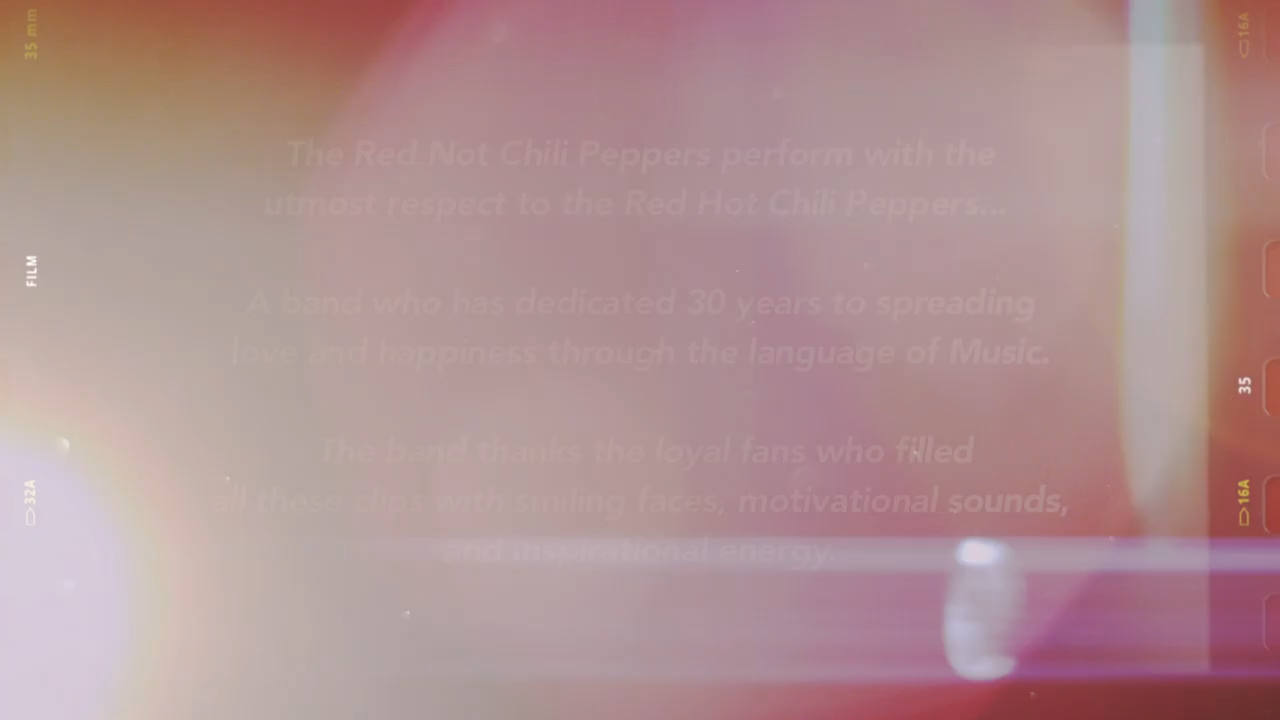 35 mm
16A
The Red Not Chili Peppers perform with the
utmost respect to the Red Hot Chili Peppers...
FILM
A band who has dedicated 30 years to spreading
love and happiness through the language of Music.
35
The band thanks the loyal fans who filled
all these clips with smiling faces, motivational sounds,
and inspirational energy.
32A
16A